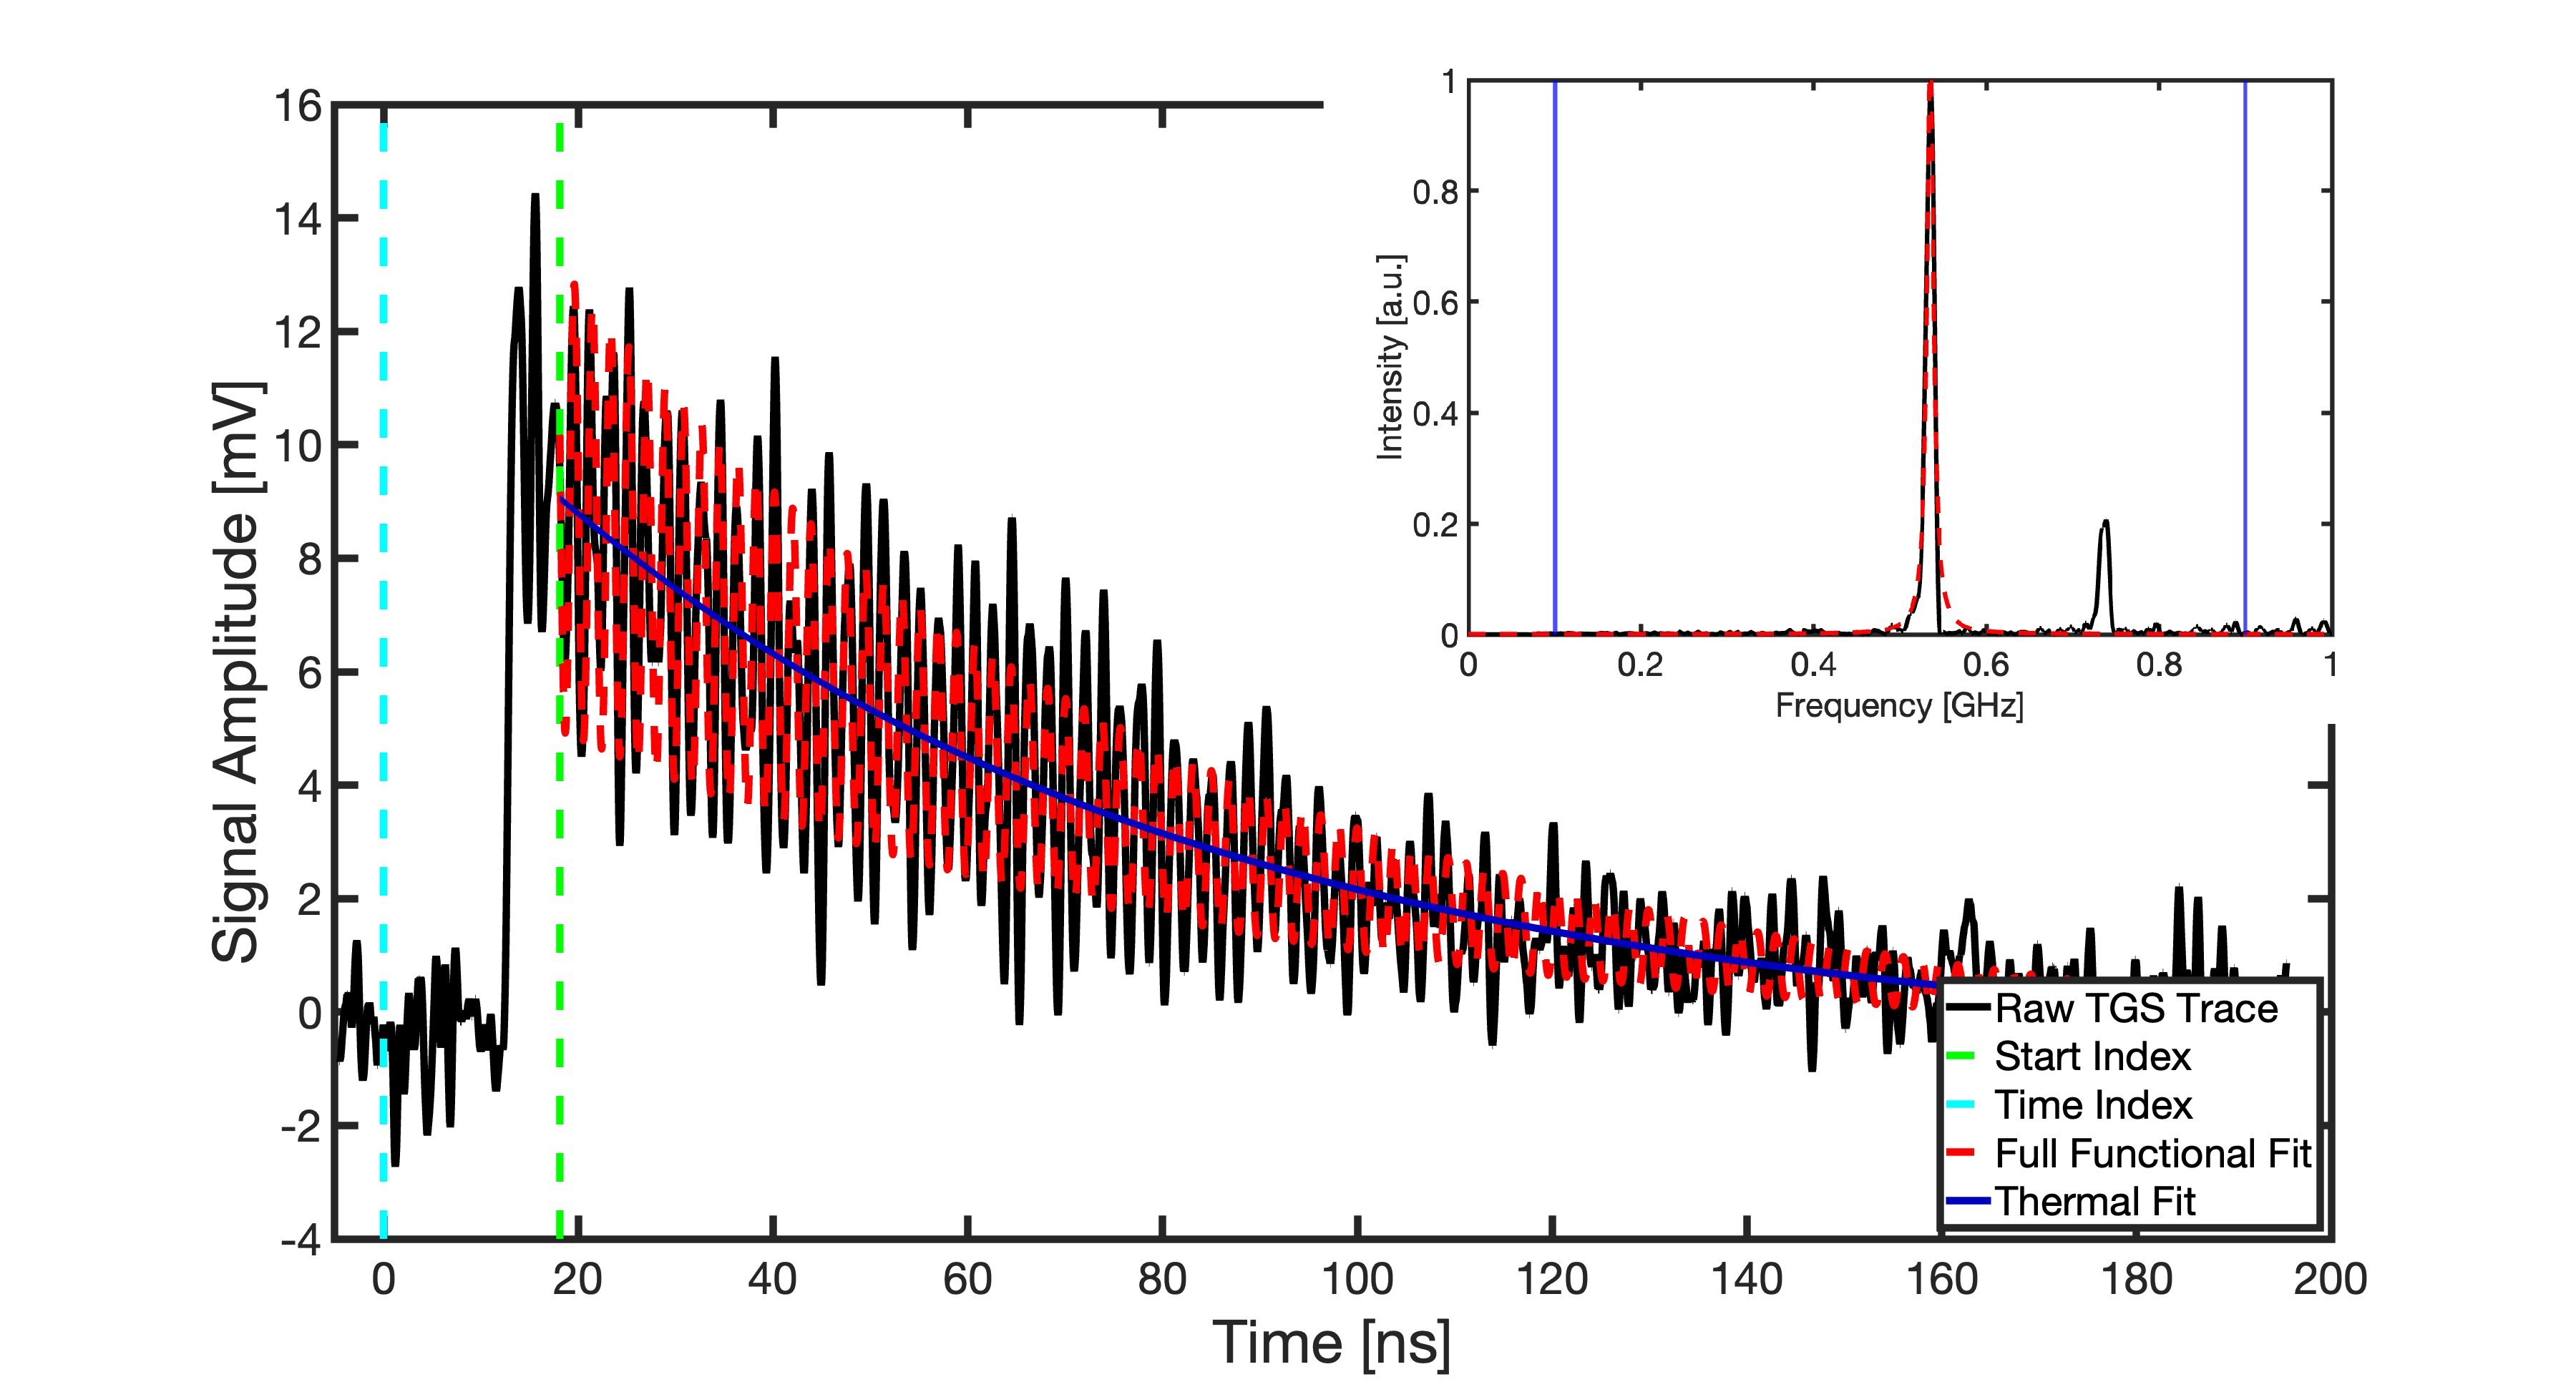 16
14
12
10
8
6
4
2
0
-2
-4
Signal Amplitude [mV]
0 20 40 60 80 100 120 140 160 180 200
Time [ns]
1
0.8
0.6
0.4
0.2
0
Intensity [a.u.]
0 0.2 0.4 0.6 0.8 1
Frequency [GHz]
Raw TGS Trace
Start Index
Time Index
Full Functional Fit
Thermal Fit